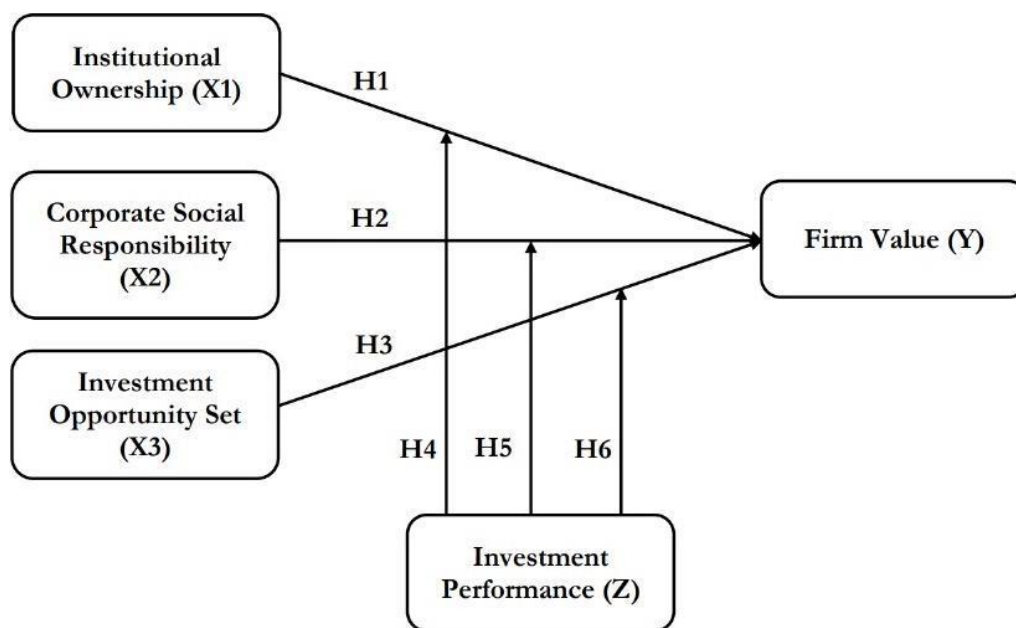 Institutional
Ownership (X1)
H1
Corporate Social
Responsibility
(X2)
H2
Firm Value (Y)
Investment
Opportunity Set
(X3)
H3
H4
H5
H6
Investment
Performance (Z)